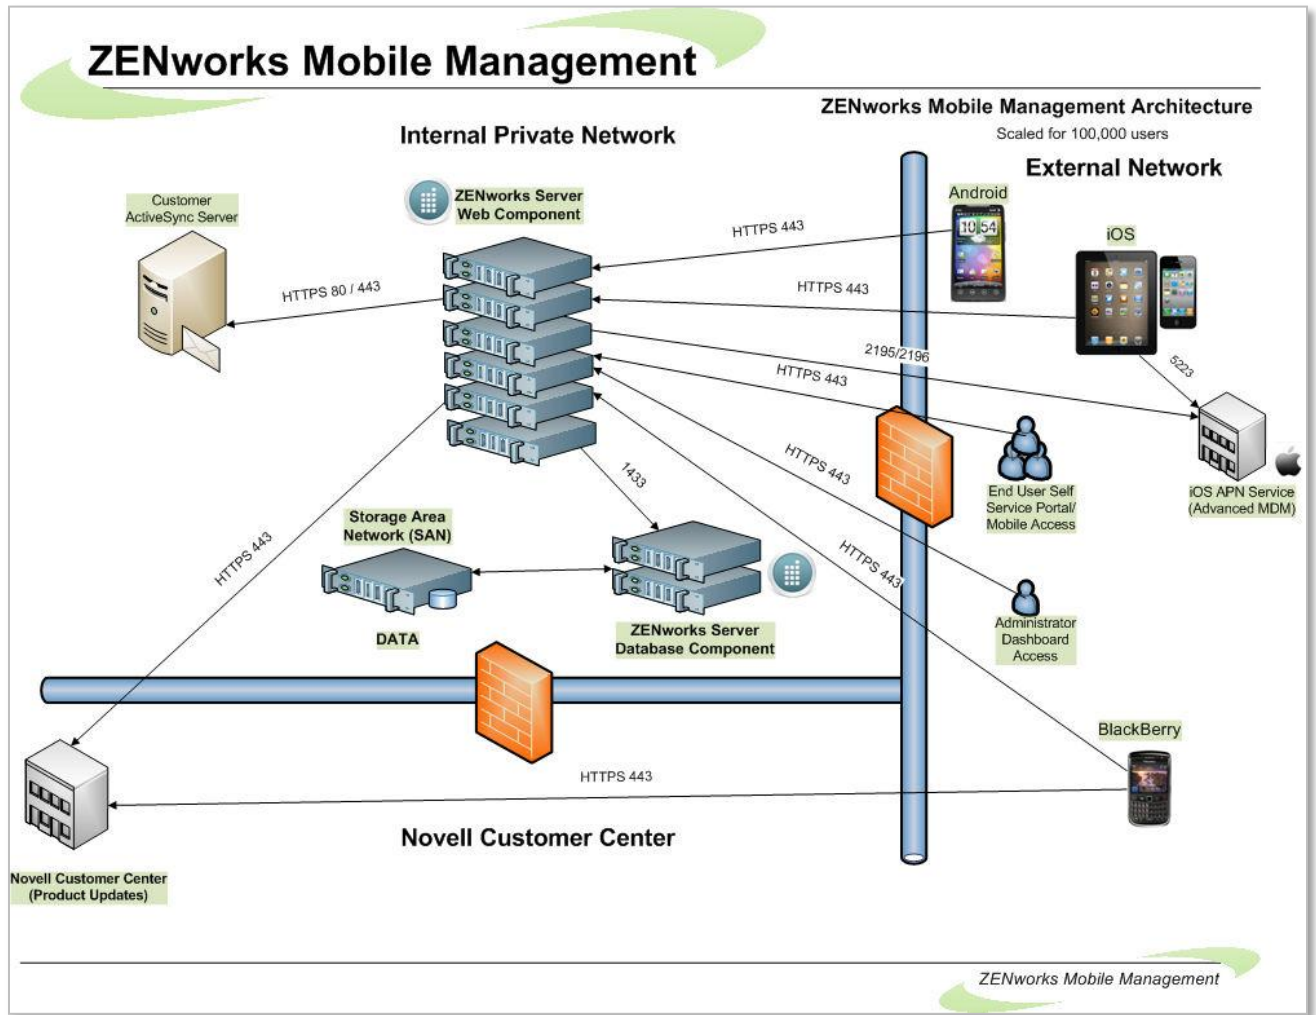 ZENworks Mobile Management
ZENworks Mobile Management Architecture
Scaled for 100,000 users
Internal Private Network
External Network
Customer
ActiveSync Server
ZENworks Server
Web Component
Android
10:54
iOS
HTTPS 443
HTTPS 80 / 443
HTTPS 443
2195/2196
HTTPS 443
5223
HTTPS 443
1433
End User Self
Service Portal/
Mobile Access
iOS APN Service
(Advanced MDM)
Storage Area
Network (SAN)
HTTPS 443
HTTPS 443
DATA
ZENworks Server
Database Component
Administrator
Dashboard
Access
BlackBerry
HTTPS 443
Novell Customer Center
Novell Customer Center
(Product Updates)
ZENworks Mobile Management